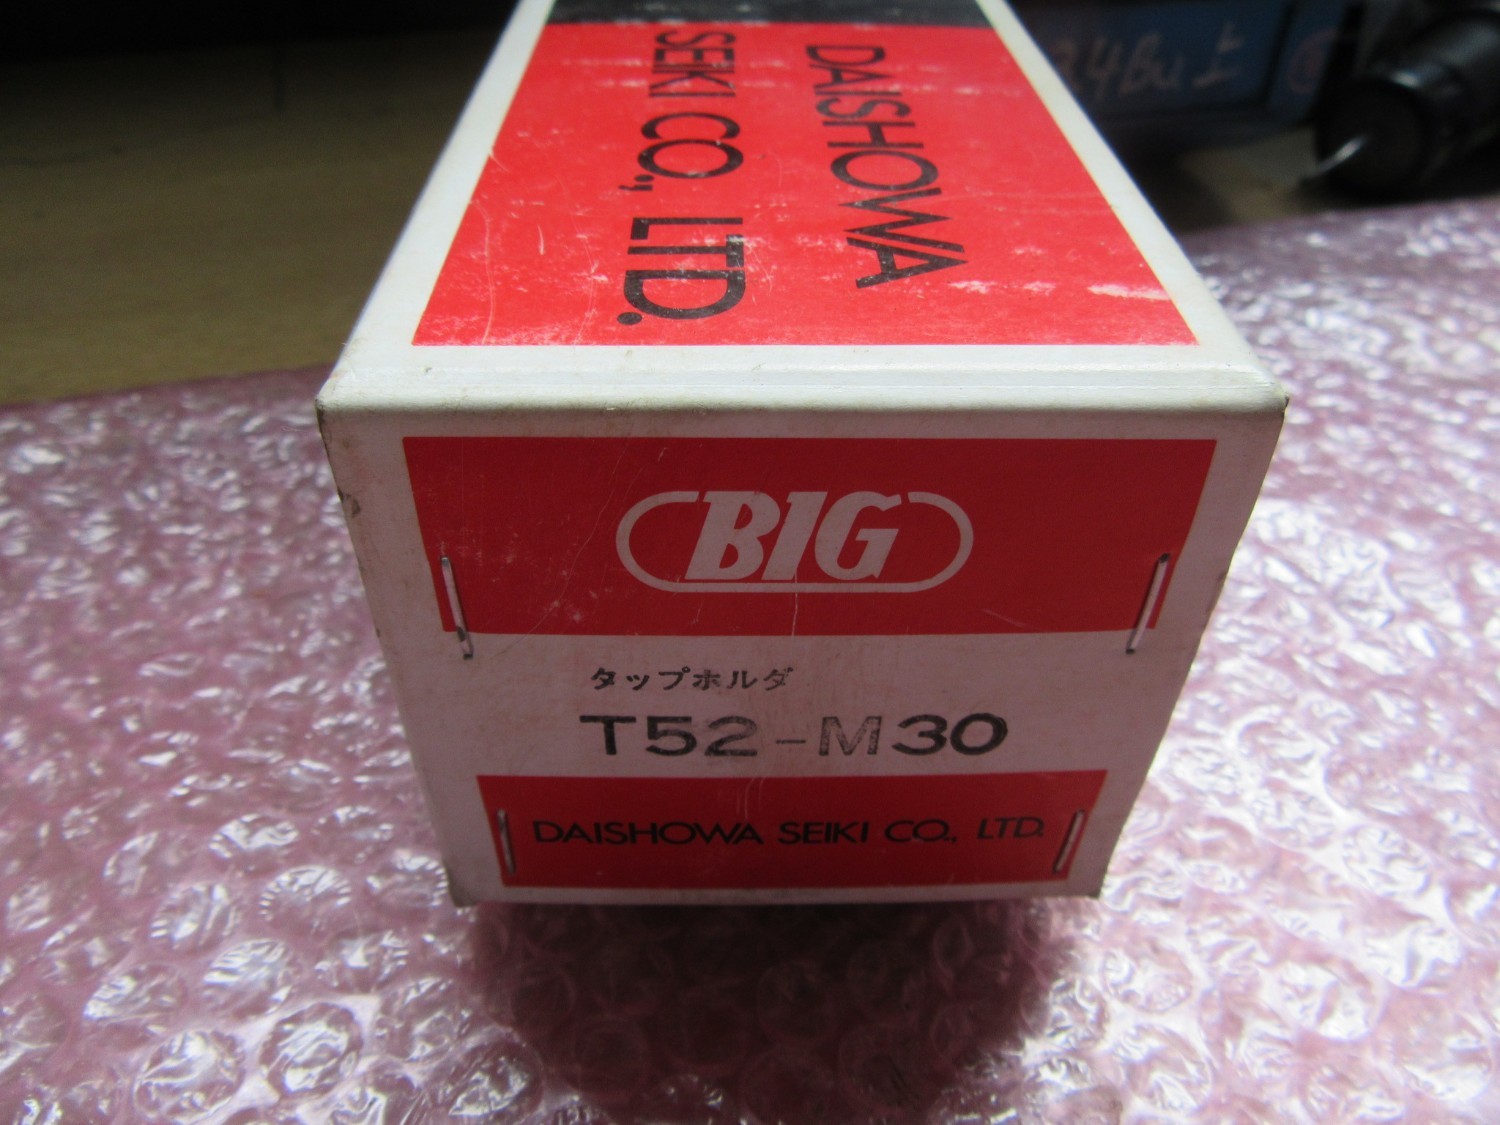 DAISHOWA
SEIKI CO., LTD.
BIG
タップホルダ
T52-M30
DAISHOWA SEIKI CO., LTD.